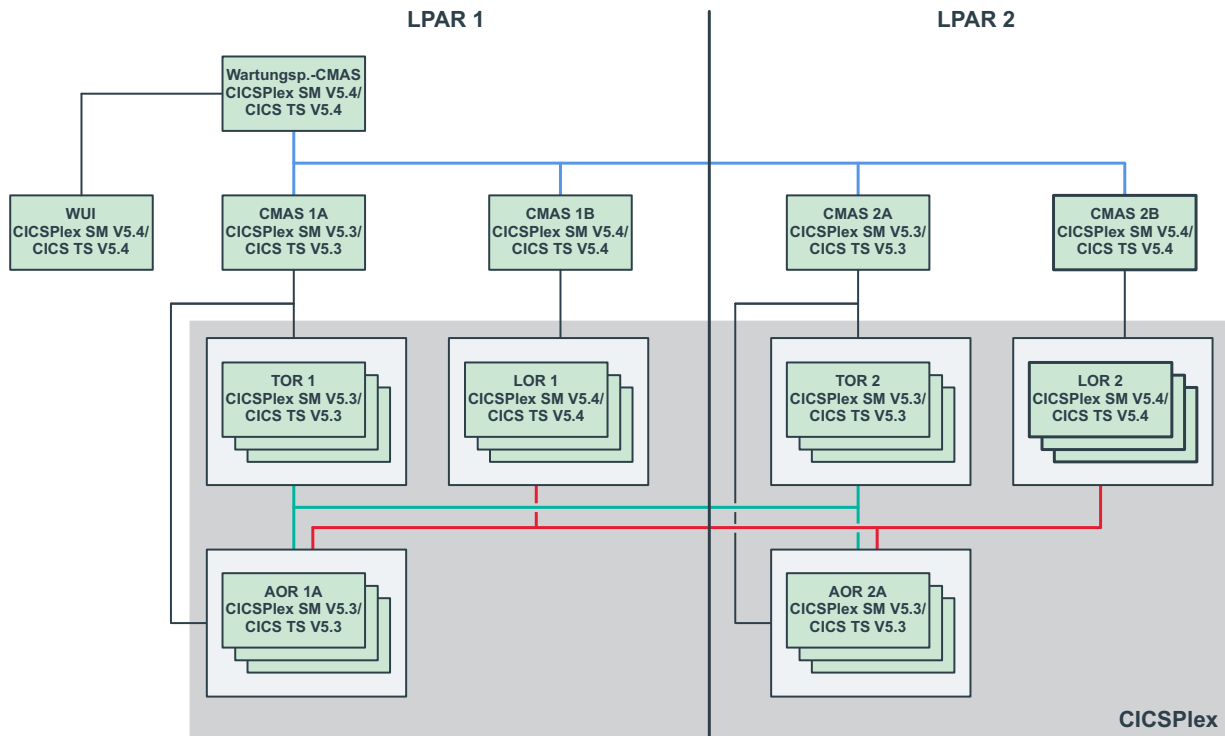 LPAR 1
LPAR 2
Wartungsp.-CMAS
CICSPlex SM V5.4/
CICS TS V5.4
WUI
CICSPlex SM V5.4/
CICS TS V5.4
CMAS 1A
CICSPlex SM V5.3/
CICS TS V5.3
CMAS 1B
CICSPlex SM V5.4/
CICS TS V5.4
CMAS 2A
CICSPlex SM V5.3/
CICS TS V5.3
CMAS 2B
CICSPlex SM V5.4/
CICS TS V5.4
TOR 1
CICSPlex SM V5.3/
CICS TS V5.3
LOR 1
CICSPlex SM V5.4/
CICS TS V5.4
TOR 2
CICSPlex SM V5.3/
CICS TS V5.3
LOR 2
CICSPlex SM V5.4/
CICS TS V5.4
AOR 1A
CICSPlex SM V5.3/
CICS TS V5.3
AOR 2A
CICSPlex SM V5.3/
CICS TS V5.3
CICSPlex